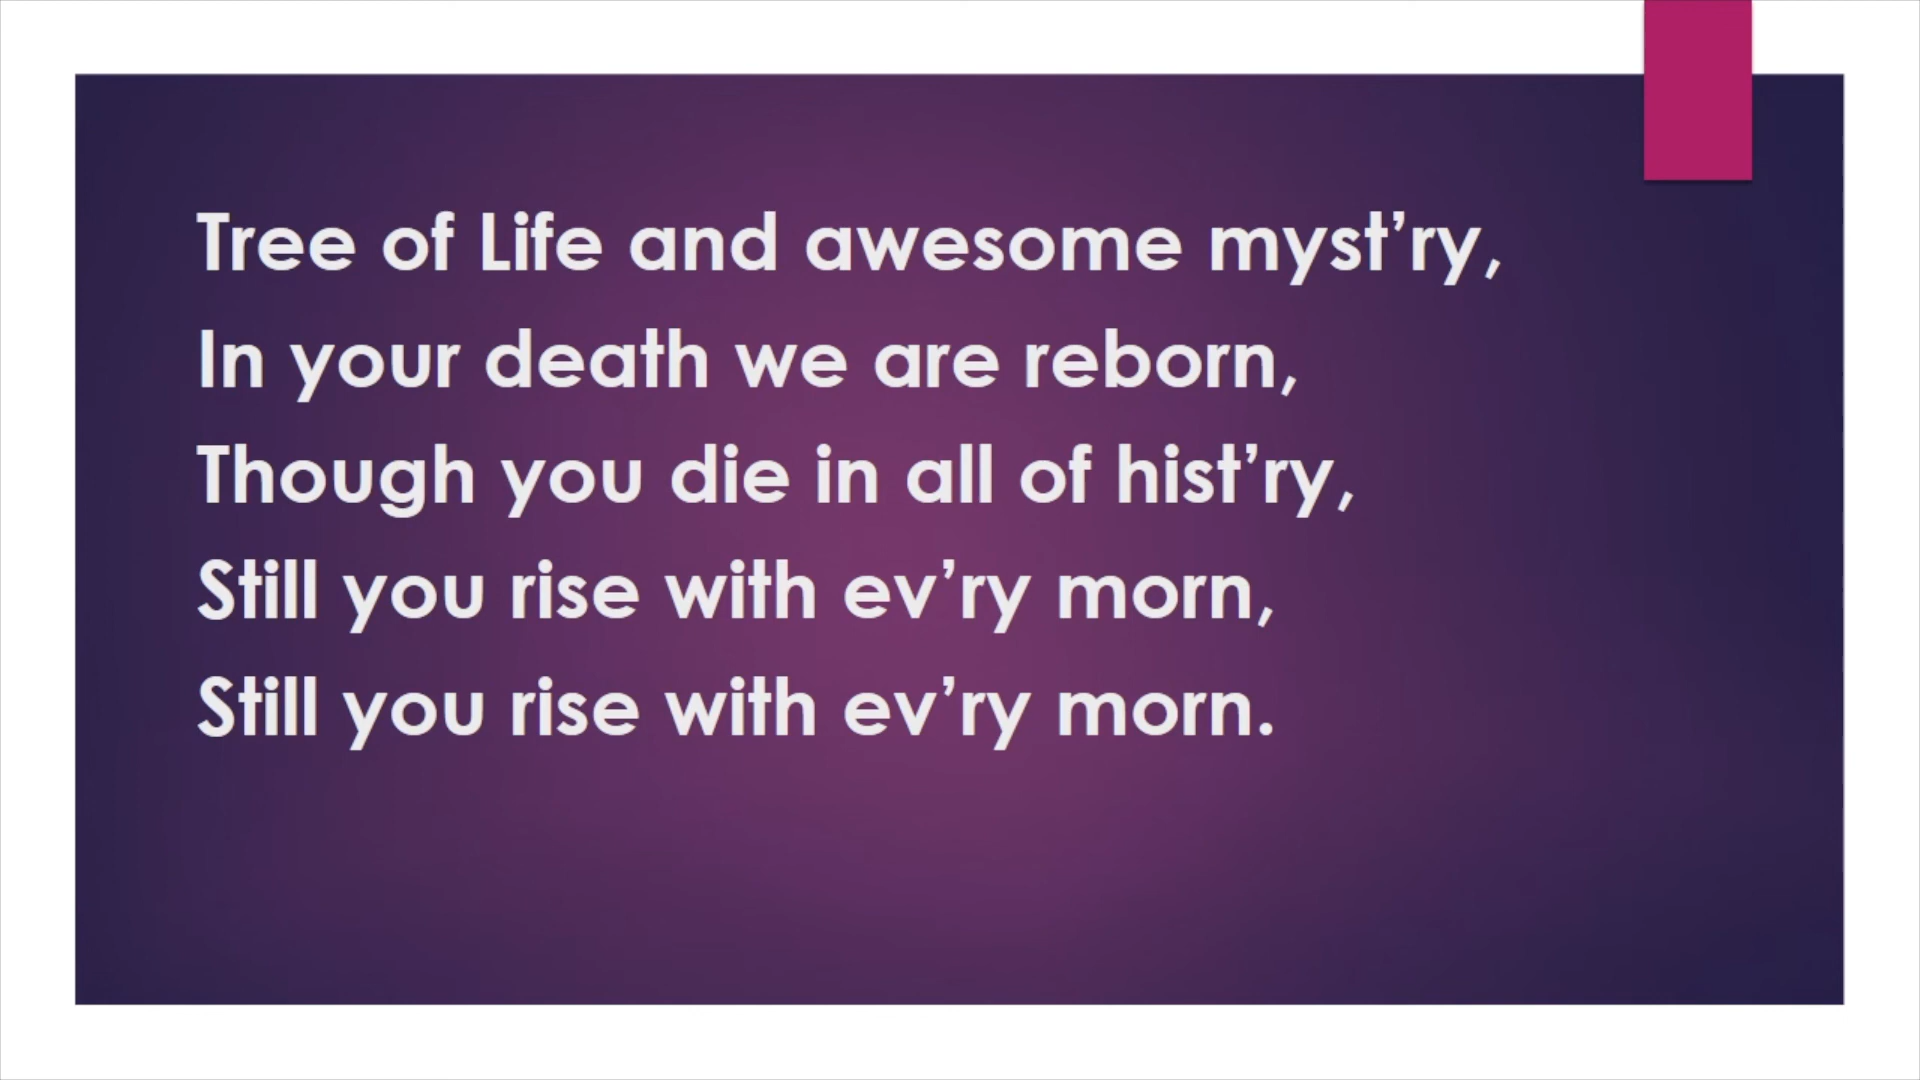 Tree of Life and awesome myst’ry,
In your death we are reborn,
Though you die in all of hist’ry,
Still you rise with ev’ry morn,
Still you rise with ev’ry morn.